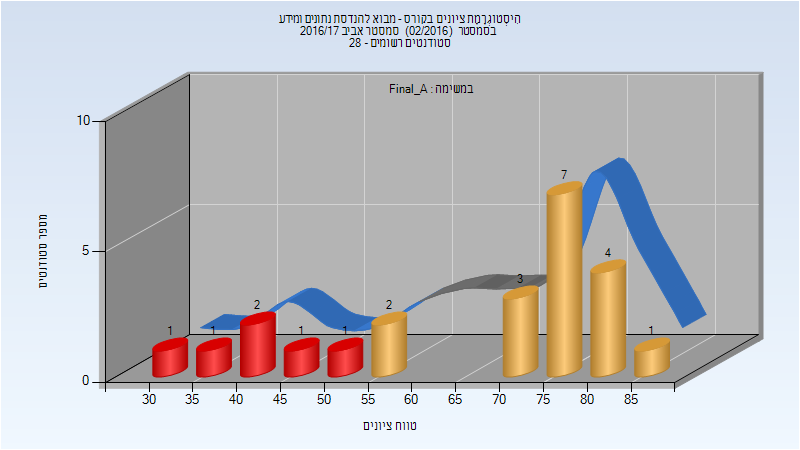 היסטוגרמת ציונים בקורס - מבוא להנדסת נתונים ומידע
בסמסטר (02/2016) סמסטר אביב 2016/17
סטודנטים רשומים - 28
במשימה : Final_A
10
5
0
מספר סטודנטים
1 1 2 1 1 2 3 7 4 1
30 35 40 45 50 55 60 65 70 75 80 85
טווח ציונים